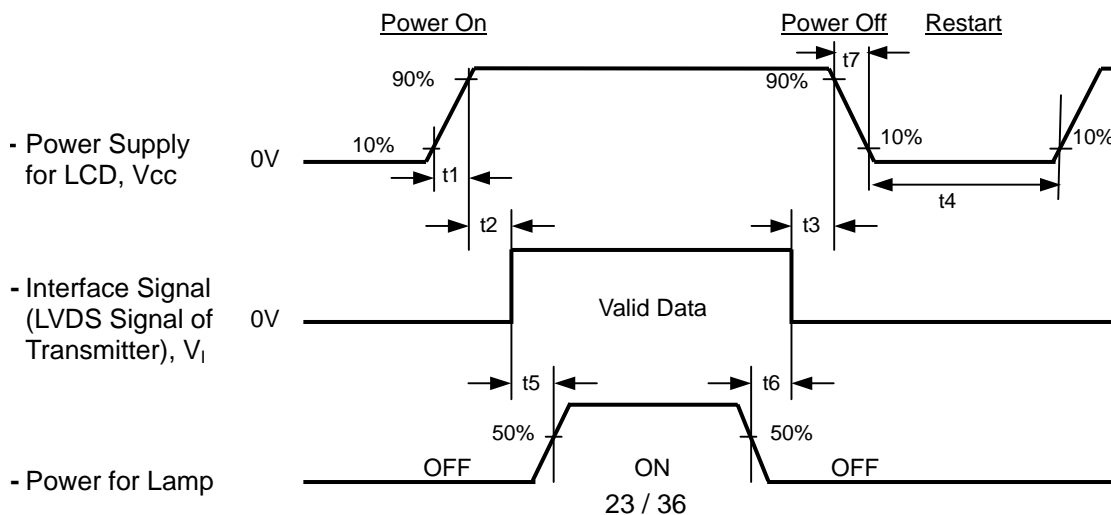 Power On Power Off Restart
t7
90% 90%
- Power Supply
for LCD, Vcc
0V 10% 10% 10%
t1 t4
t2 t3
- Interface Signal
(LVDS Signal of
Transmitter), VI
0V Valid Data
t5 t6
50% 50%
OFF ON OFF
- Power for Lamp
23 / 36